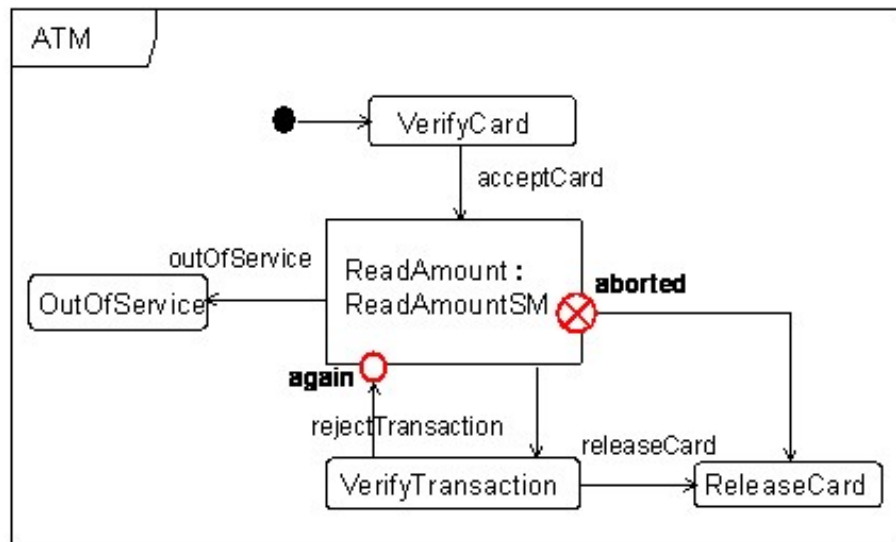 ATM
VerifyCard
acceptCard
outOfService
ReadAmount :
ReadAmountSM
aborted
OutOfService
again
rejectTransaction
releaseCard
VerifyTransaction
ReleaseCard